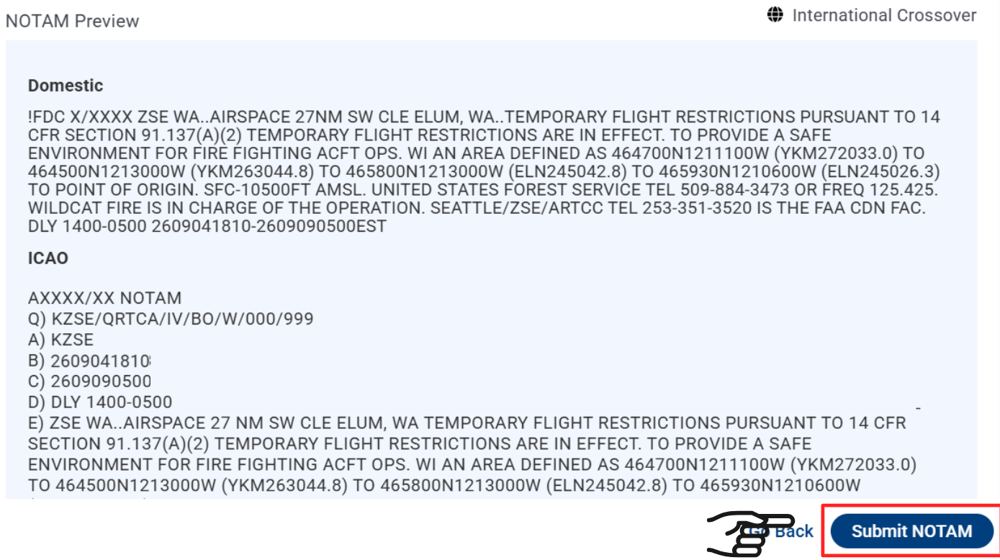 NOTAM Preview
International Crossover
Domestic
!FDC X/XXXX ZSE WA..AIRSPACE 27NM SW CLE ELUM, WA..TEMPORARY FLIGHT RESTRICTIONS PURSUANT TO 14
CFR SECTION 91.137(A)(2) TEMPORARY FLIGHT RESTRICTIONS ARE IN EFFECT. TO PROVIDE A SAFE
ENVIRONMENT FOR FIRE FIGHTING ACFT OPS. WI AN AREA DEFINED AS 464700N1211100W (YKM272033.0) TO
464500N1213000W (YKM263044.8) TO 465800N1213000W (ELN245042.8) TO 465930N1210600W (ELN245026.3)
TO POINT OF ORIGIN. SFC-10500FT AMSL. UNITED STATES FOREST SERVICE TEL 509-884-3473 OR FREQ 125.425.
WILDCAT FIRE IS IN CHARGE OF THE OPERATION. SEATTLE/ZSE/ARTCC TEL 253-351-3520 IS THE FAA CDN FAC.
DLY 1400-0500 2609041810-2609090500EST
ICAO
AXXXX/XX NOTAM
Q) KZSE/QRTCA/IV/BO/W/000/999
A) KZSE
B) 2609041810
C) 2609090500
D) DLY 1400-0500
E) ZSE WA..AIRSPACE 27 NM SW CLE ELUM, WA TEMPORARY FLIGHT RESTRICTIONS PURSUANT TO 14 CFR
SECTION 91.137(A)(2) TEMPORARY FLIGHT RESTRICTIONS ARE IN EFFECT. TO PROVIDE A SAFE
ENVIRONMENT FOR FIRE FIGHTING ACFT OPS. WI AN AREA DEFINED AS 464700N1211100W (YKM272033.0)
TO 464500N1213000W (YKM263044.8) TO 465800N1213000W (ELN245042.8) TO 465930N1210600W
Go Back
Submit NOTAM